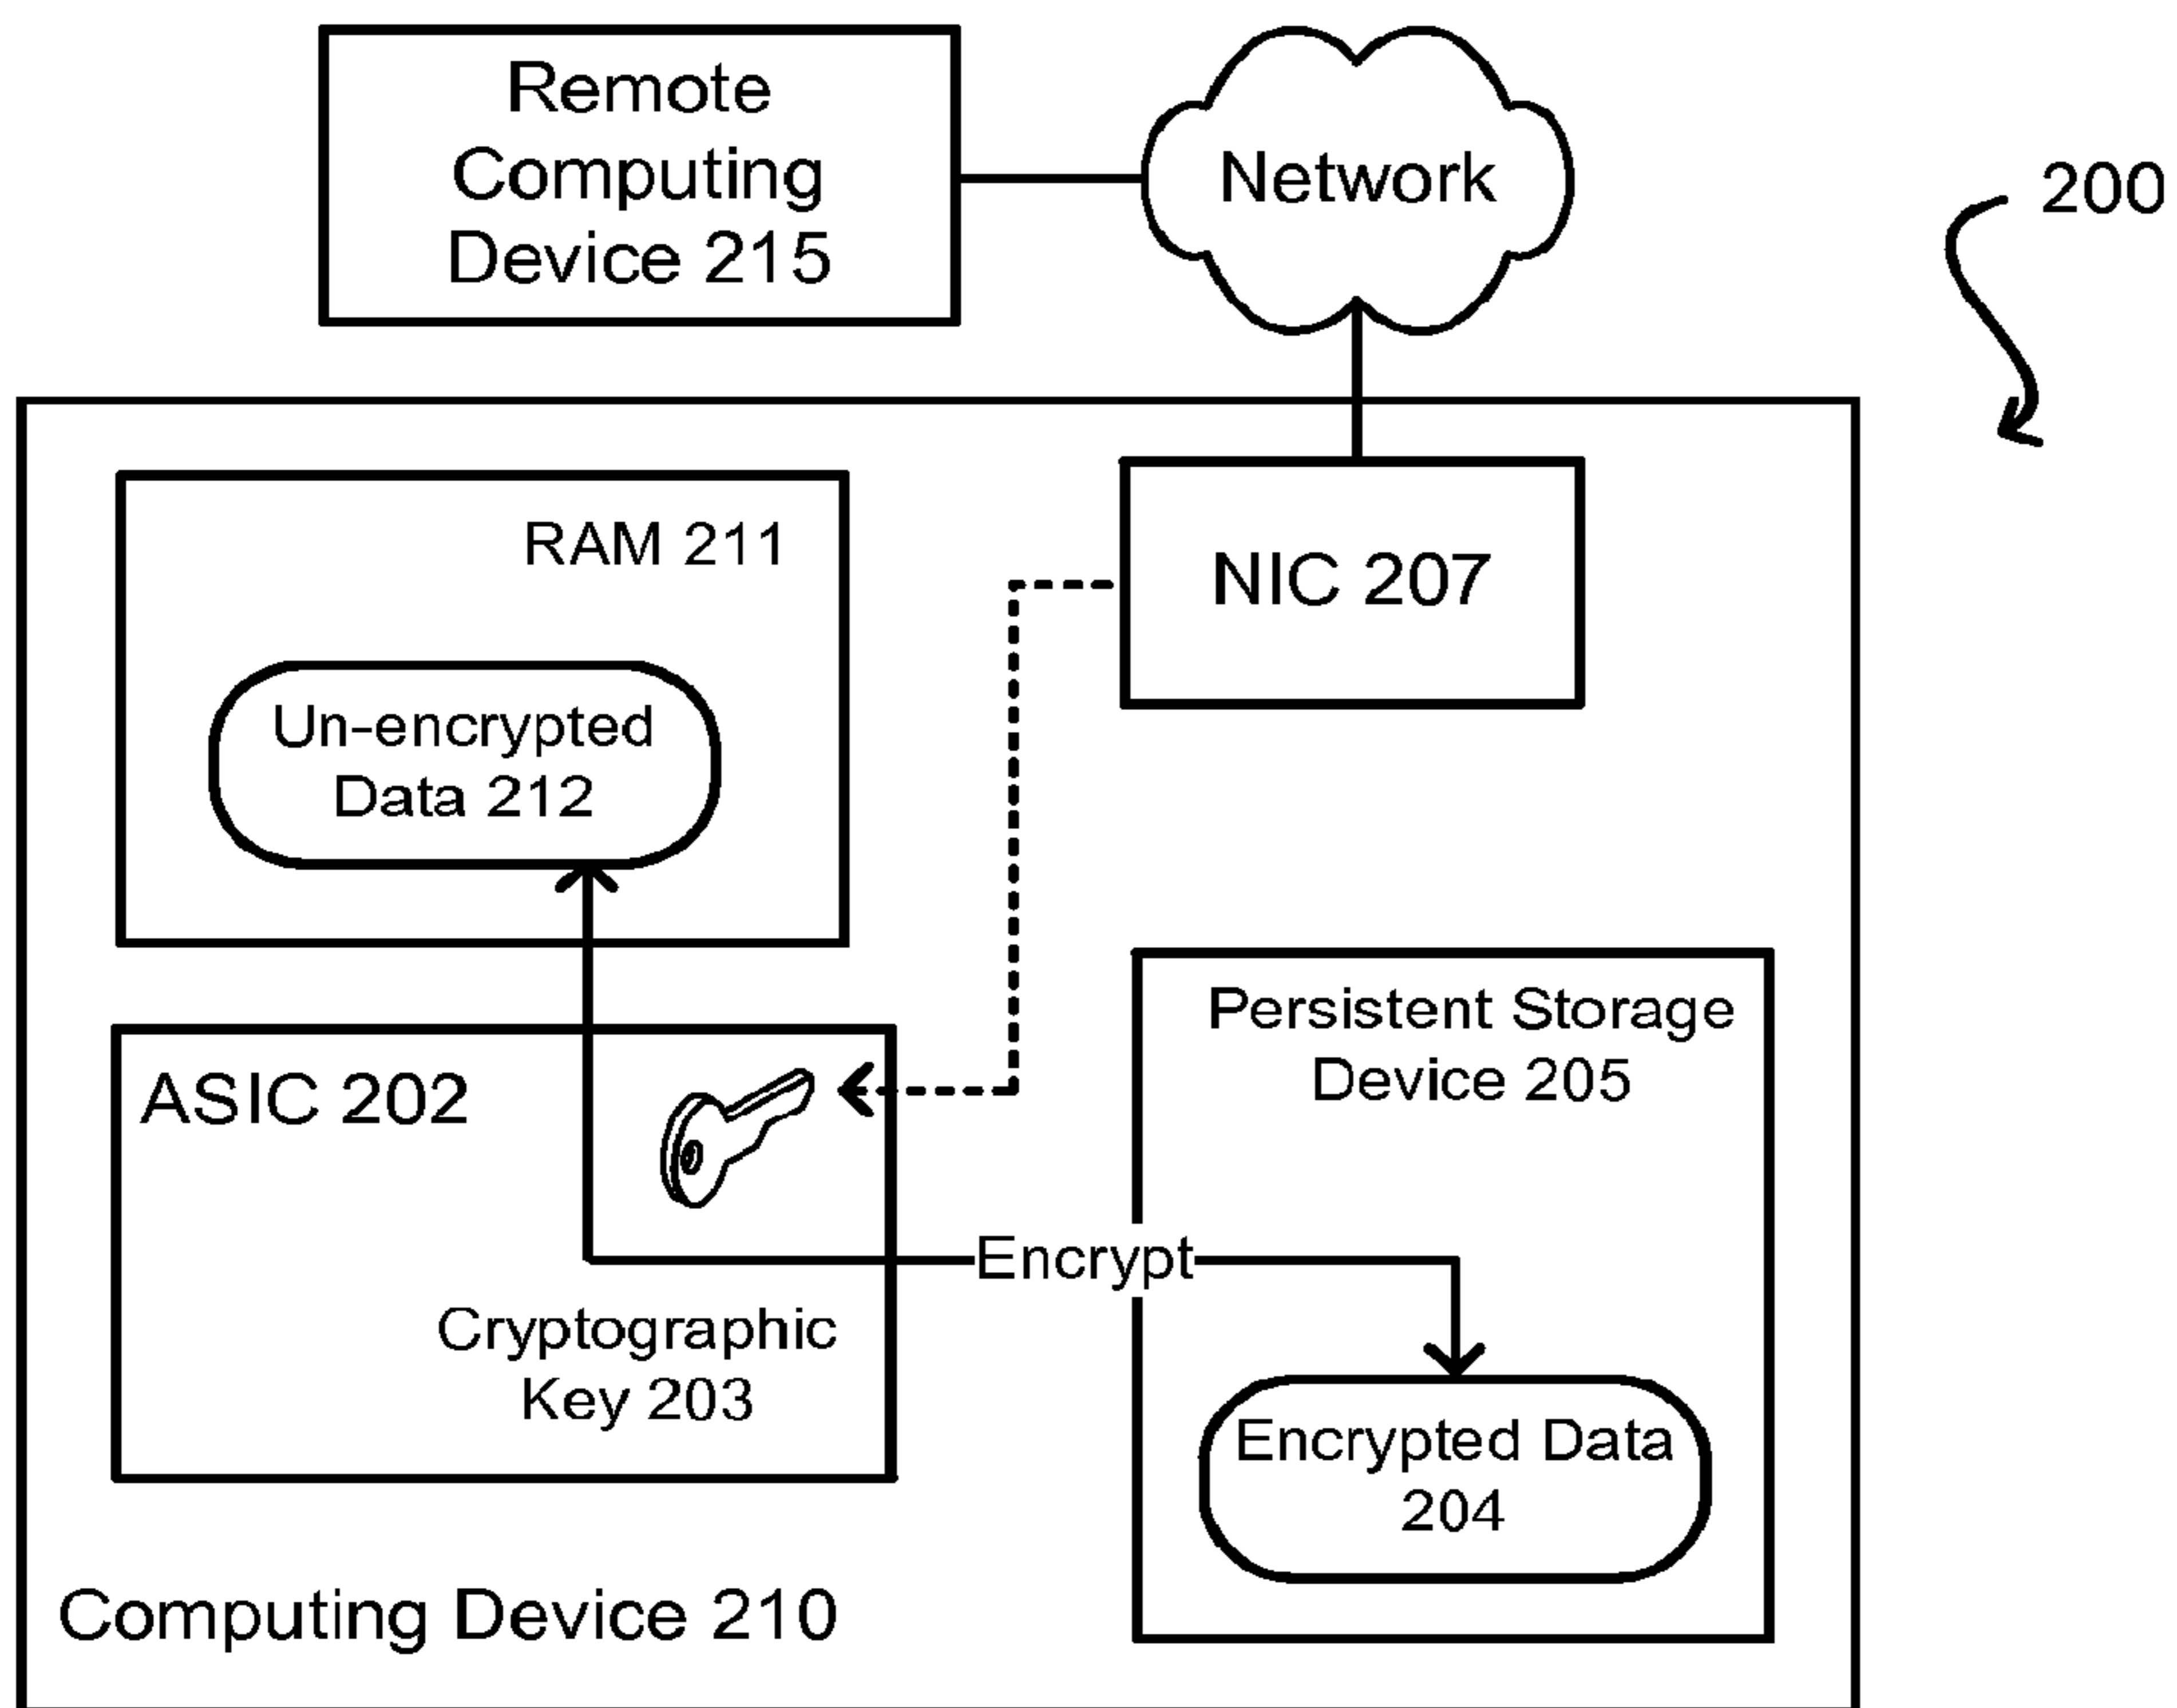 Remote
Computing
Device 215
Network
200
RAM 211
NIC 207
Un-encrypted
Data 212
Persistent Storage
Device 205
ASIC 202
Encrypt
Cryptographic
Key 203
Encrypted Data
204
Computing Device 210